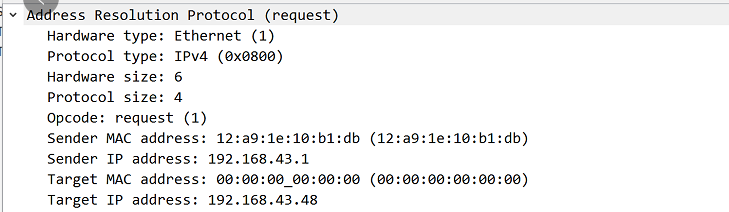 Address Resolution Protocol (request)
Hardware type: Ethernet (1)
Protocol type: IPv4 (0x0800)
Hardware size: 6
Protocol size: 4
Opcode: request (1)
Sender MAC address: 12:a9:1e:10:b1:db (12:a9:1e:10:b1:db)
Sender IP address: 192.168.43.1
Target MAC address: 00:00:00_00:00:00 (00:00:00:00:00:00)
Target IP address: 192.168.43.48